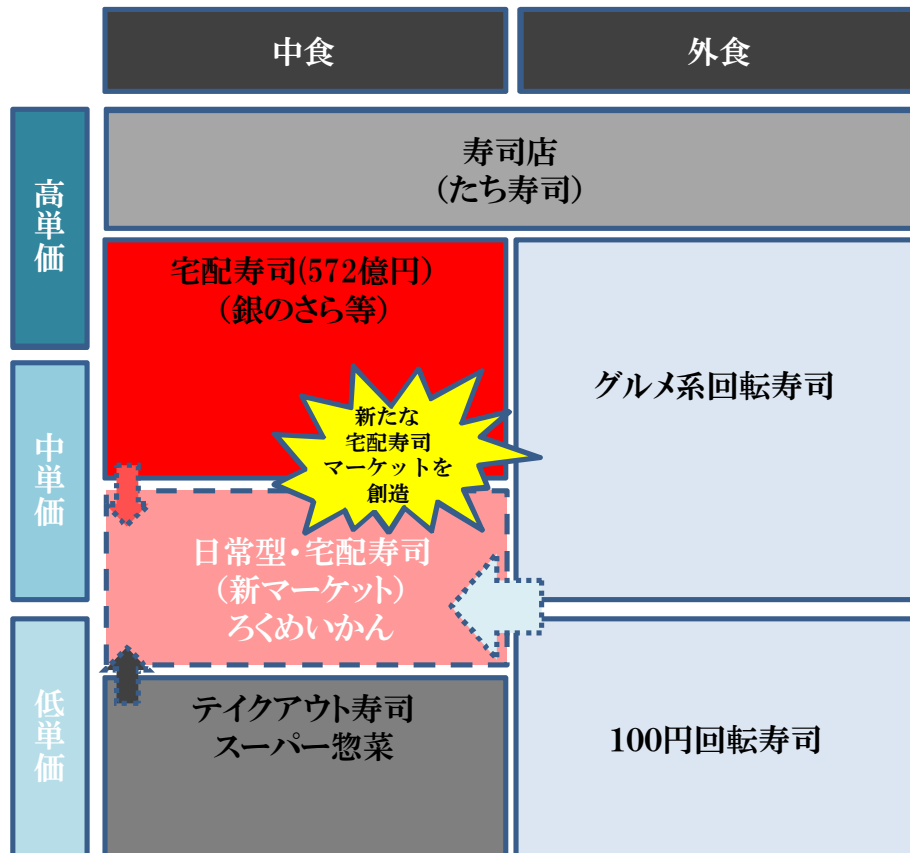 中食
外食
高単価
寿司店
(たち寿司)
宅配寿司(572億円)
(銀のさら等)
グルメ系回転寿司
新たな
宅配寿司
マーケットを
創造
中単価
日常型・宅配寿司
(新マーケット)
ろくめいかん
低単価
テイクアウト寿司
スーパー惣菜
100円回転寿司